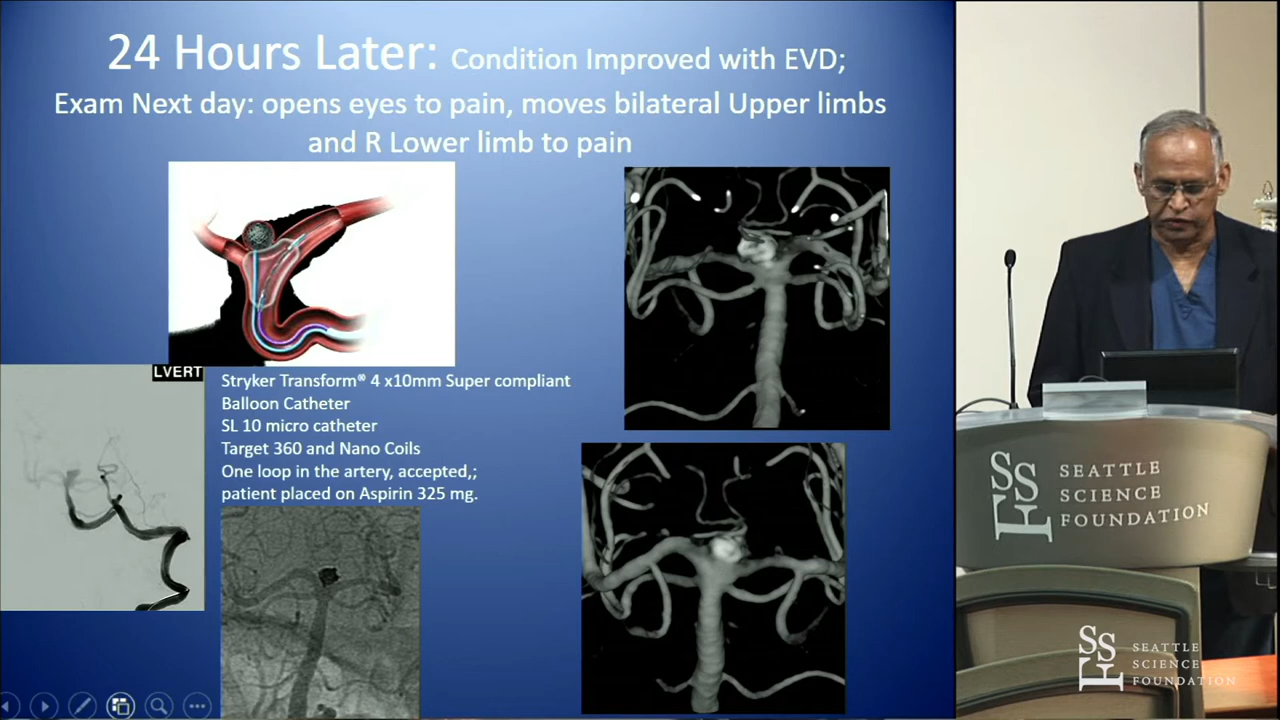 24 Hours Later: Condition Improved with EVD;
Exam Next day: opens eyes to pain, moves bilateral Upper limbs
and R Lower limb to pain
LVERT
Stryker Transform® 4 x10mm Super compliant
Balloon Catheter
SL 10 micro catheter
Target 360 and Nano Coils
One loop in the artery, accepted,;
patient placed on Aspirin 325 mg.
SSF
SEATTLE
SCIENCE
FOUNDATION
SSF
SEATTLE
SCIENCE
FOUNDATION